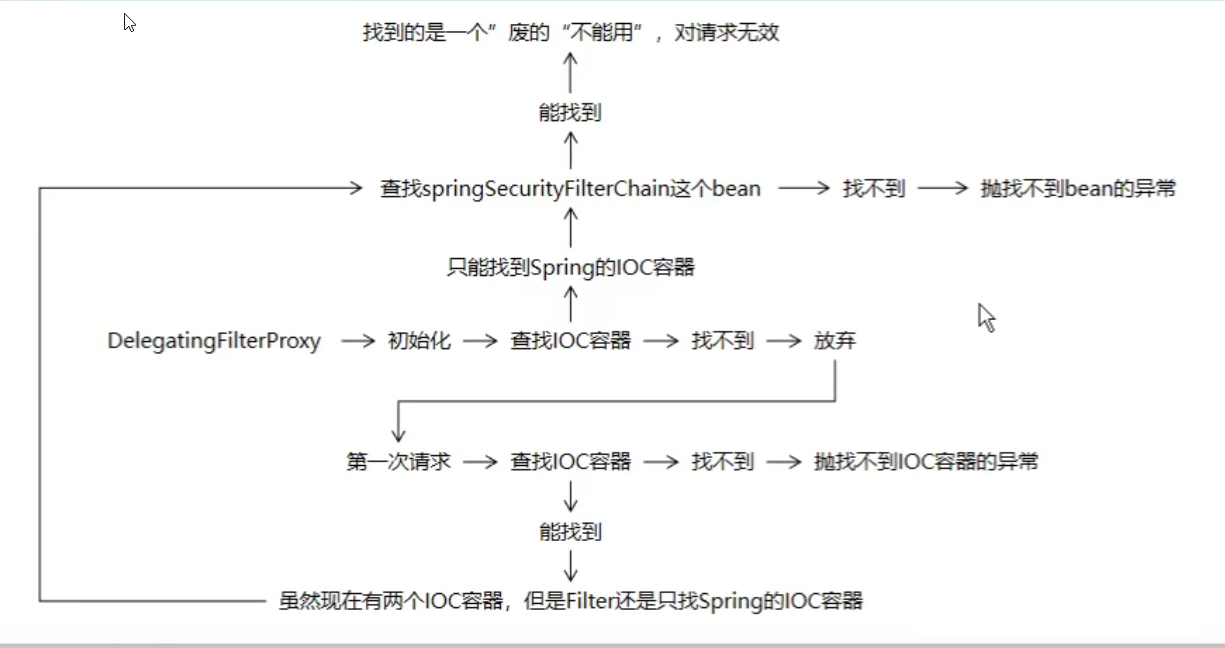 找到的是一个”废的“不能用”，对请求无效
能找到
查找springSecurityFilterChain这个bean 找不到 抛找不到bean的异常
只能找到Spring的IOC容器
DelegatingFilterProxy 初始化 查找IOC容器 找不到 放弃
第一次请求 查找IOC容器 找不到 抛找不到IOC容器的异常
能找到
虽然现在有两个IOC容器，但是Filter还是只找Spring的IOC容器